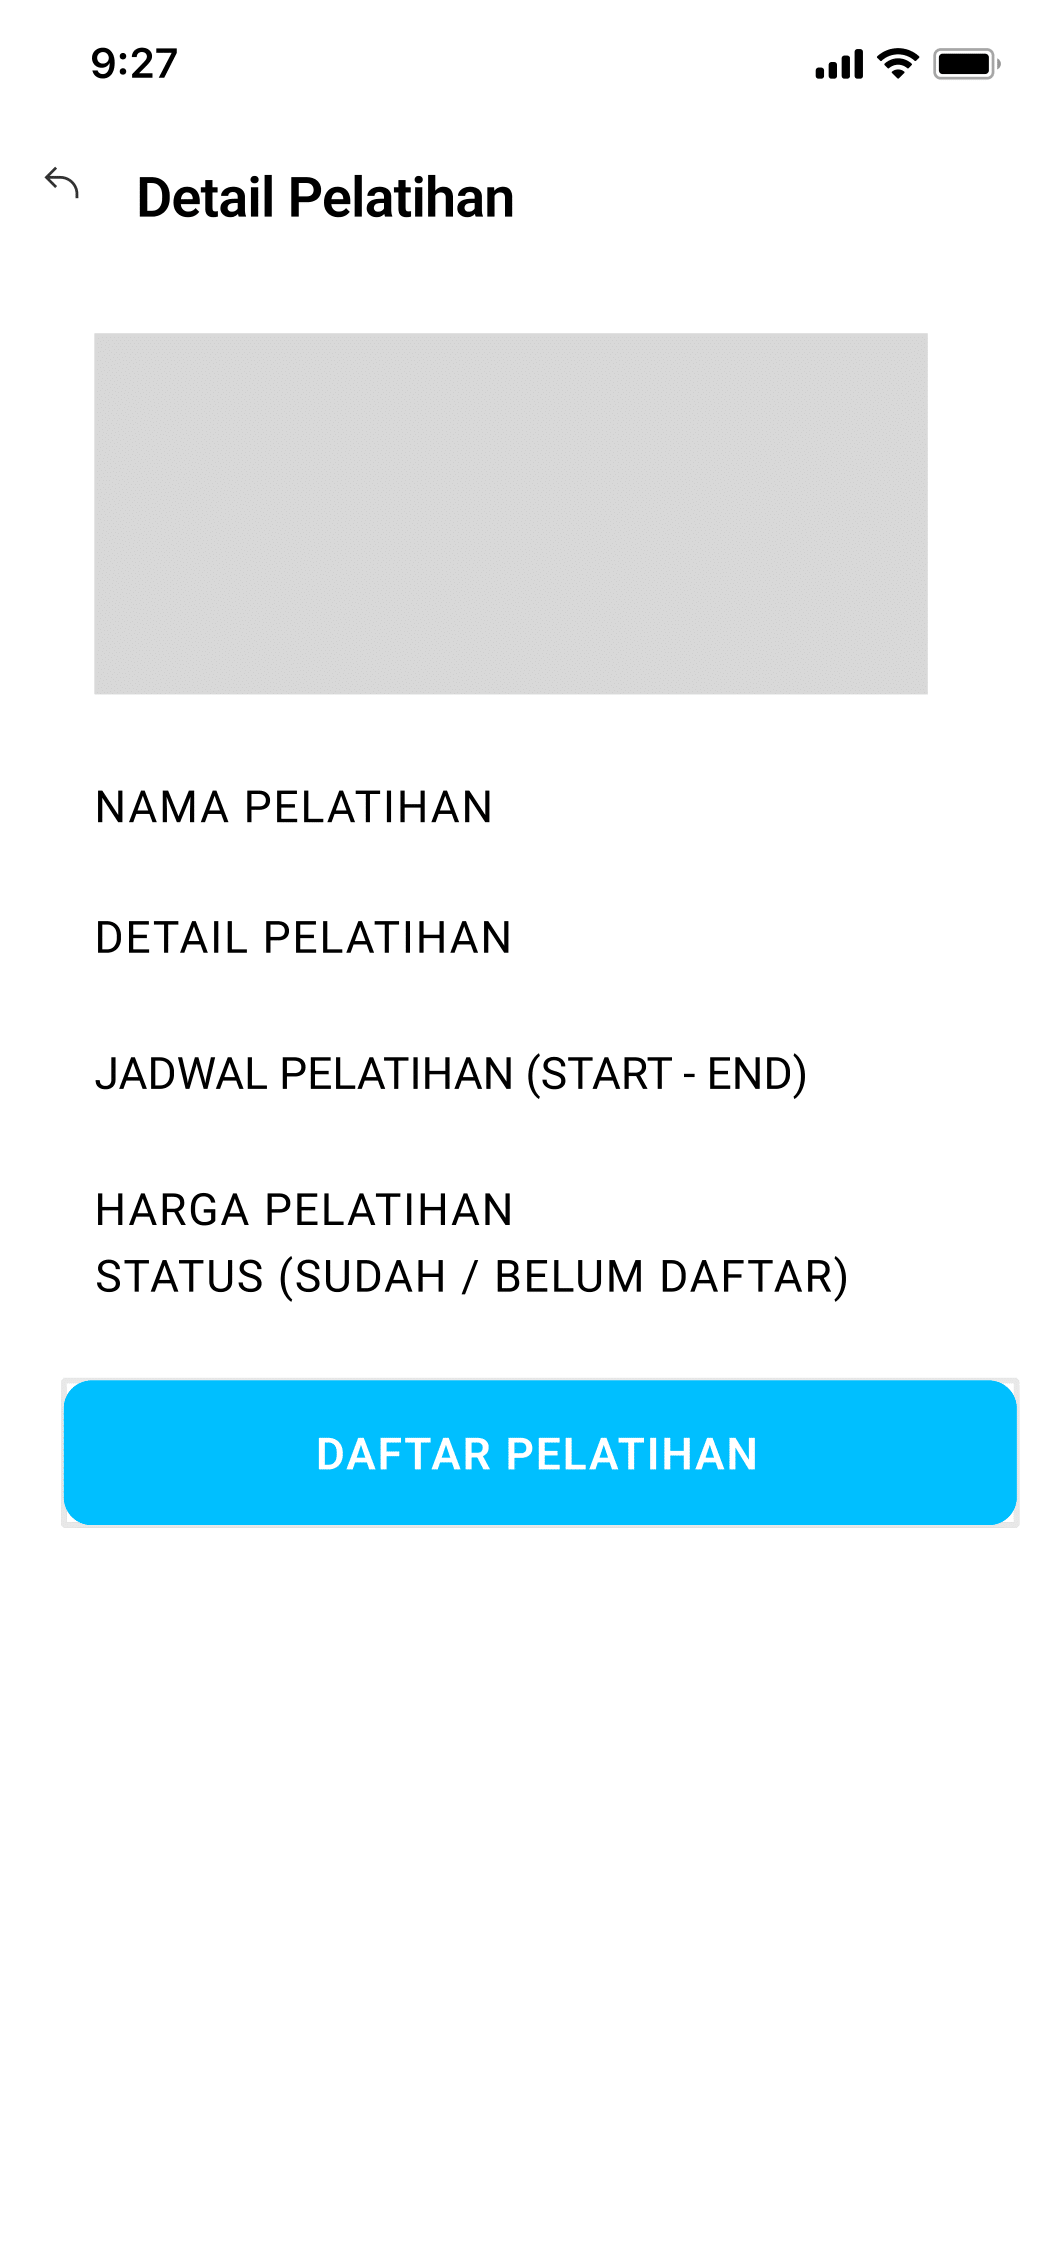 9:27
Detail Pelatihan
NAMA PELATIHAN
DETAIL PELATIHAN
JADWAL PELATIHAN (START - END)
HARGA PELATIHAN
STATUS (SUDAH / BELUM DAFTAR)
DAFTAR PELATIHAN